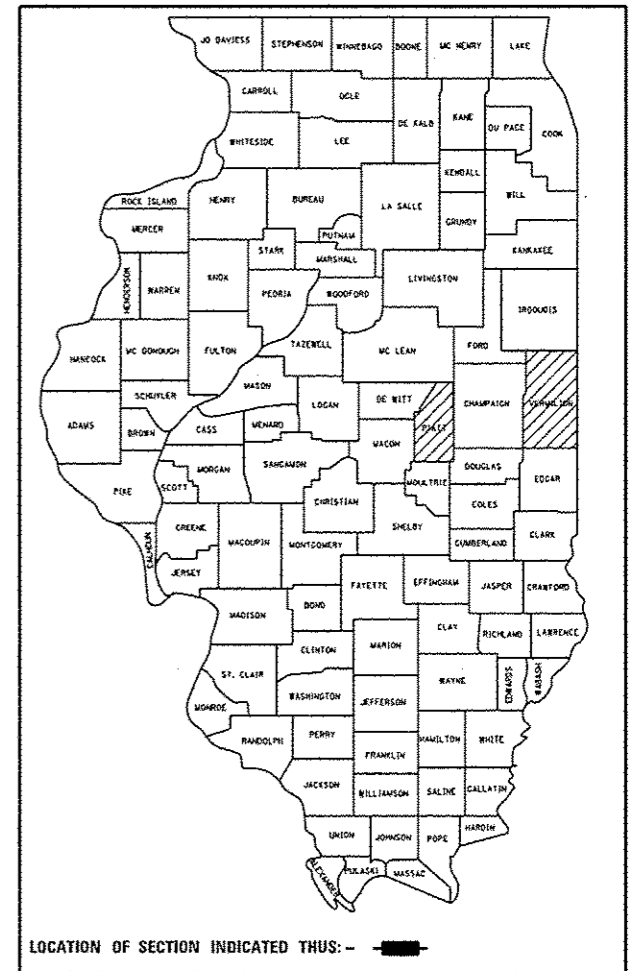 JO DAVIESS STEPHENSON WINNEBAGO BOONE MC HENRY LAKE
CARROLL OGLE DE KALB KANE DU PAGE COOK
WHITESIDE LEE KENDALL WILL
ROCK ISLAND HENRY BUREAU LA SALLE GRUNDY
MERCER PUTNAM KANKAKEE
HENDERSON WARREN KNOX STARK MARSHALL LIVINGSTON
PEORIA WOODFORD IROQUOIS
HANCOCK MC DONOUGH FULTON TAZEWELL MC LEAN FORD
SCHUYLER MASON LOGAN DE WITT PIATT CHAMPAIGN VERMILION
ADAMS BROWN CASS MENARD MACON
MORGAN SANGAMON DOUGLAS EDGAR
PIKE SCOTT CHRISTIAN MOULTRIE COLES
CALHOUN GREENE MACOUPIN MONTGOMERY SHELBY CUMBERLAND CLARK
JERSEY FAYETTE EFFINGHAM JASPER CRAWFORD
MADISON BOND
CLAY RICHLAND LAWRENCE
CLINTON MARION
ST. CLAIR WAYNE EDWARDS WABASH
MONROE WASHINGTON JEFFERSON
RANDOLPH PERRY HAMILTON WHITE
FRANKLIN
JACKSON WILLIAMSON SALINE GALLATIN
UNION JOHNSON POPE HARDIN
ALEXANDER PULASKI MASSAC
LOCATION OF SECTION INDICATED THUS: -